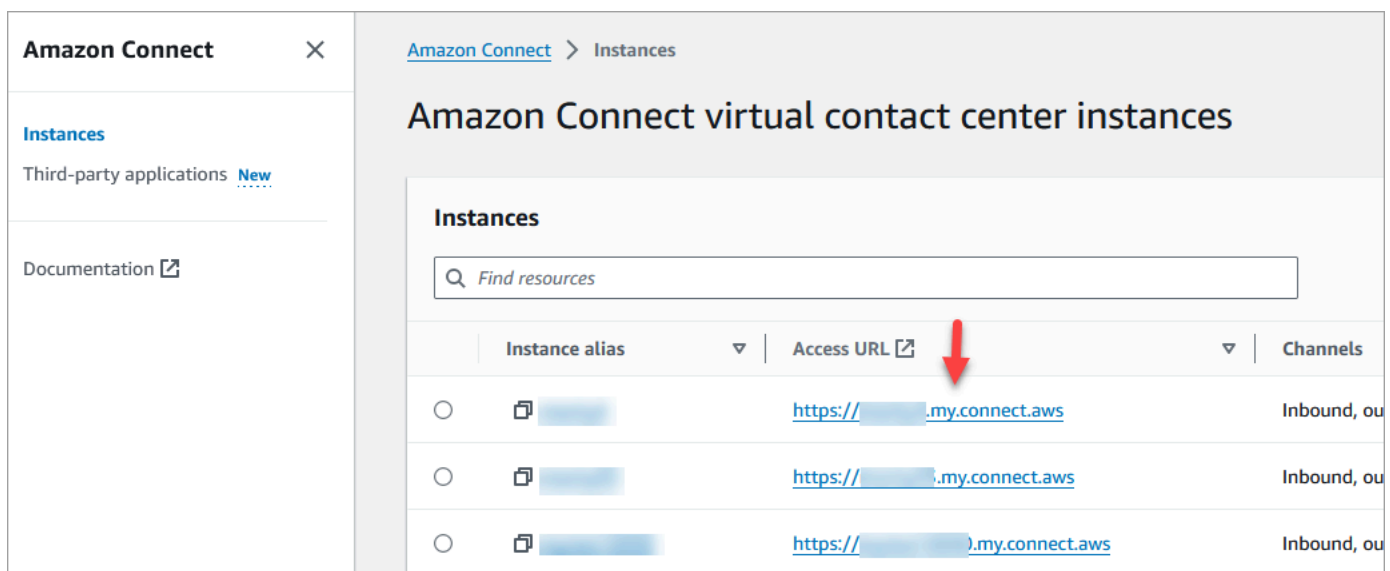 Amazon Connect
Instances
Third-party applications New
Documentation
Amazon Connect > Instances
Amazon Connect virtual contact center instances
Instances
Find resources
Instance alias Access URL Channels
https:// .my.connect.aws Inbound, ou
https:// .my.connect.aws Inbound, ou
https:// .my.connect.aws Inbound, ou